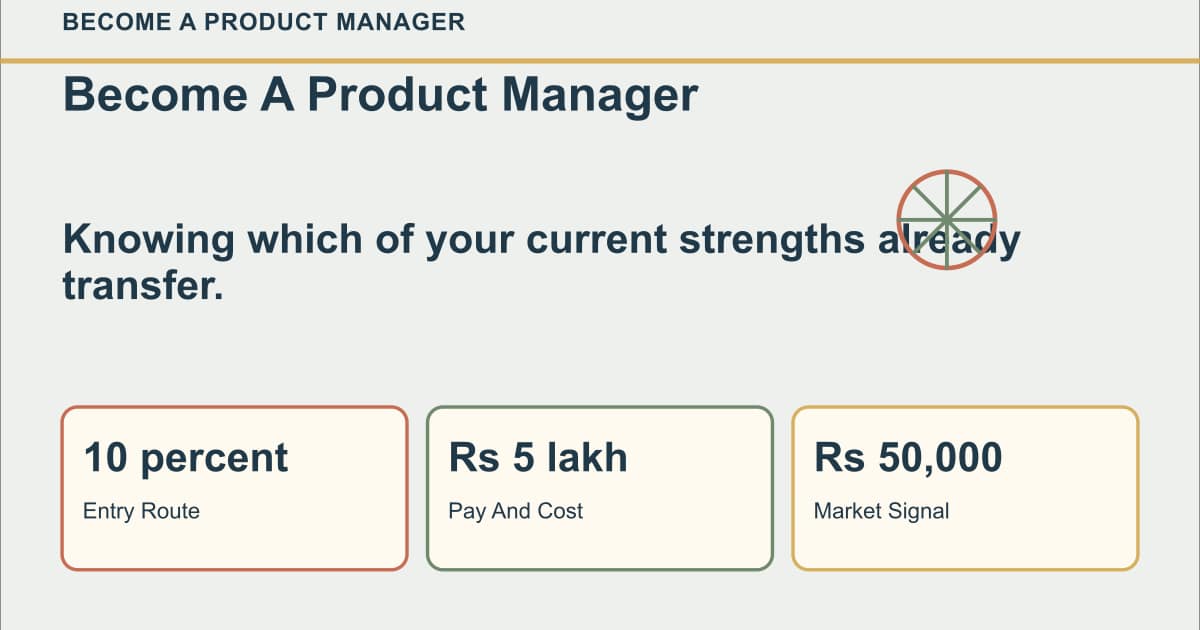 BECOME A PRODUCT MANAGER
Become A Product Manager
Knowing which of your current strengths already
transfer.
10 percent
Entry Route
Rs 5 lakh
Pay And Cost
Rs 50,000
Market Signal